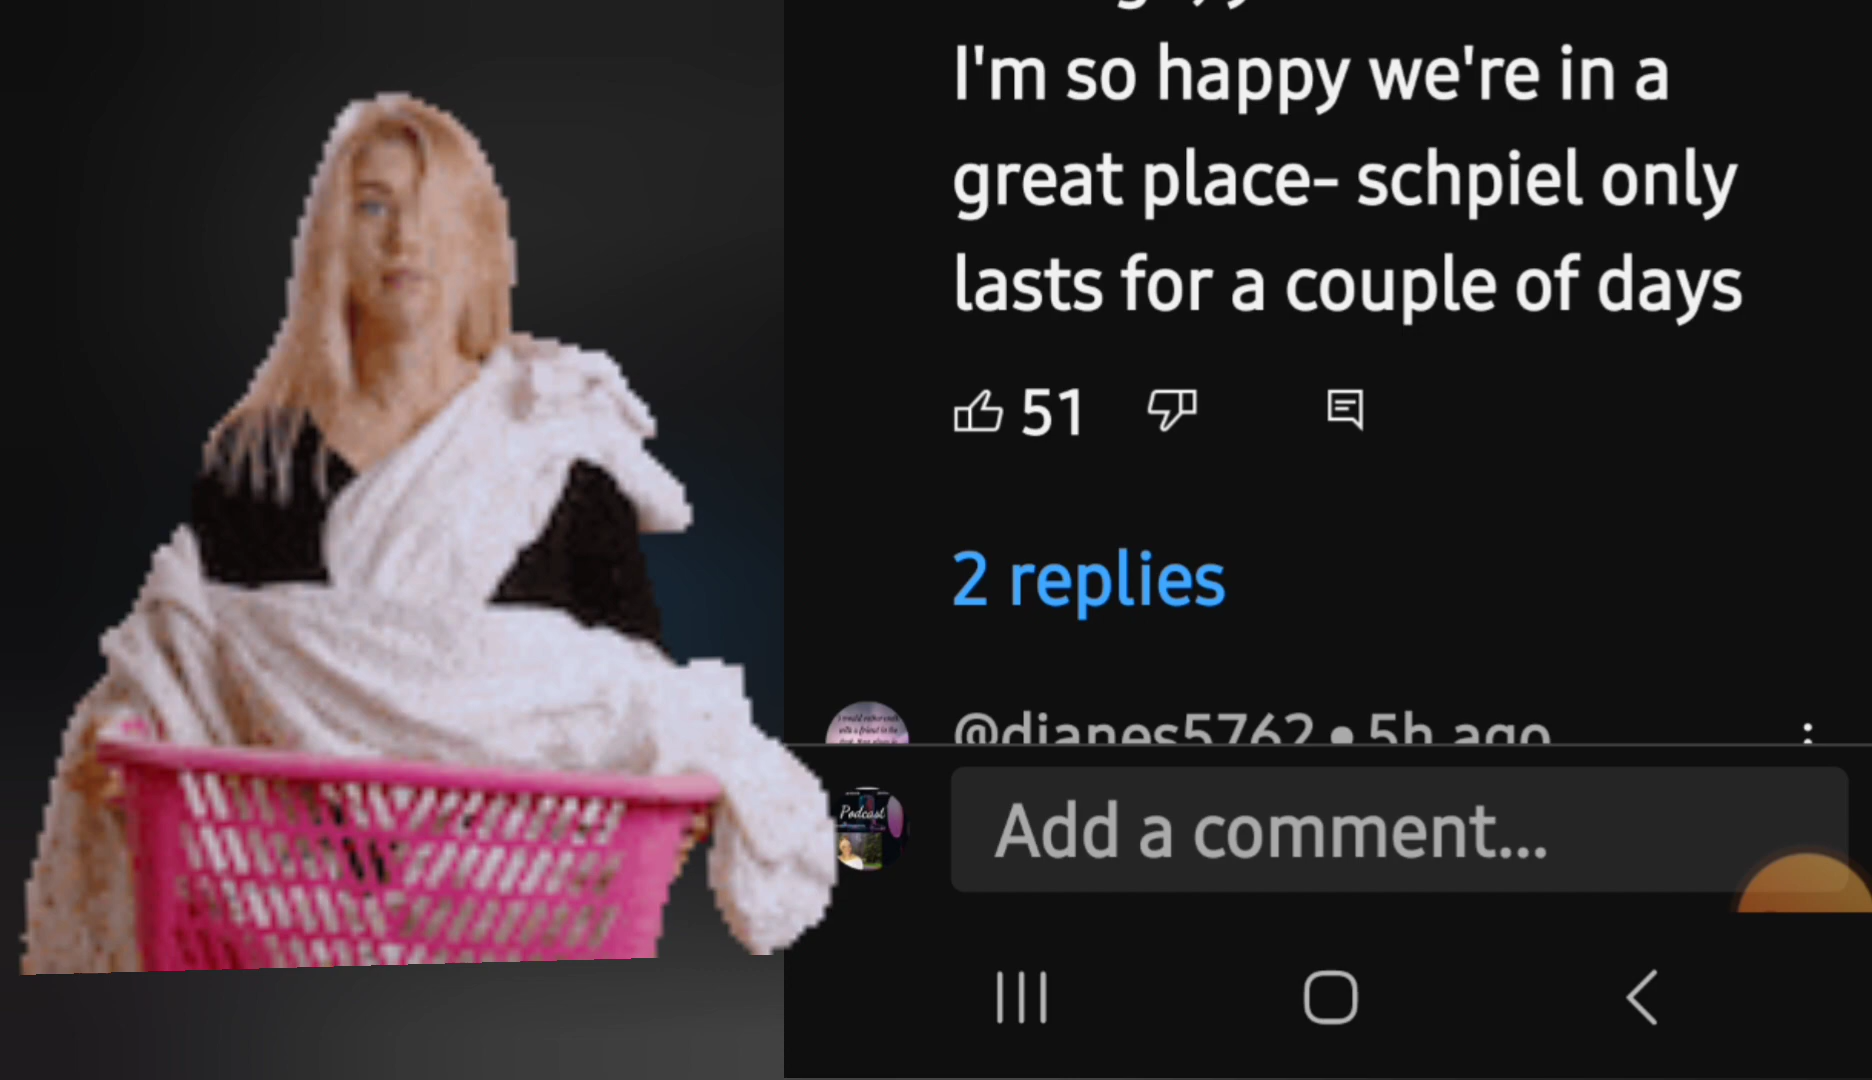 I'm so happy we're in a
great place- schpiel only
lasts for a couple of days
51
2 replies
@dianes5762 • 5h ago
Podcast
Add a comment...